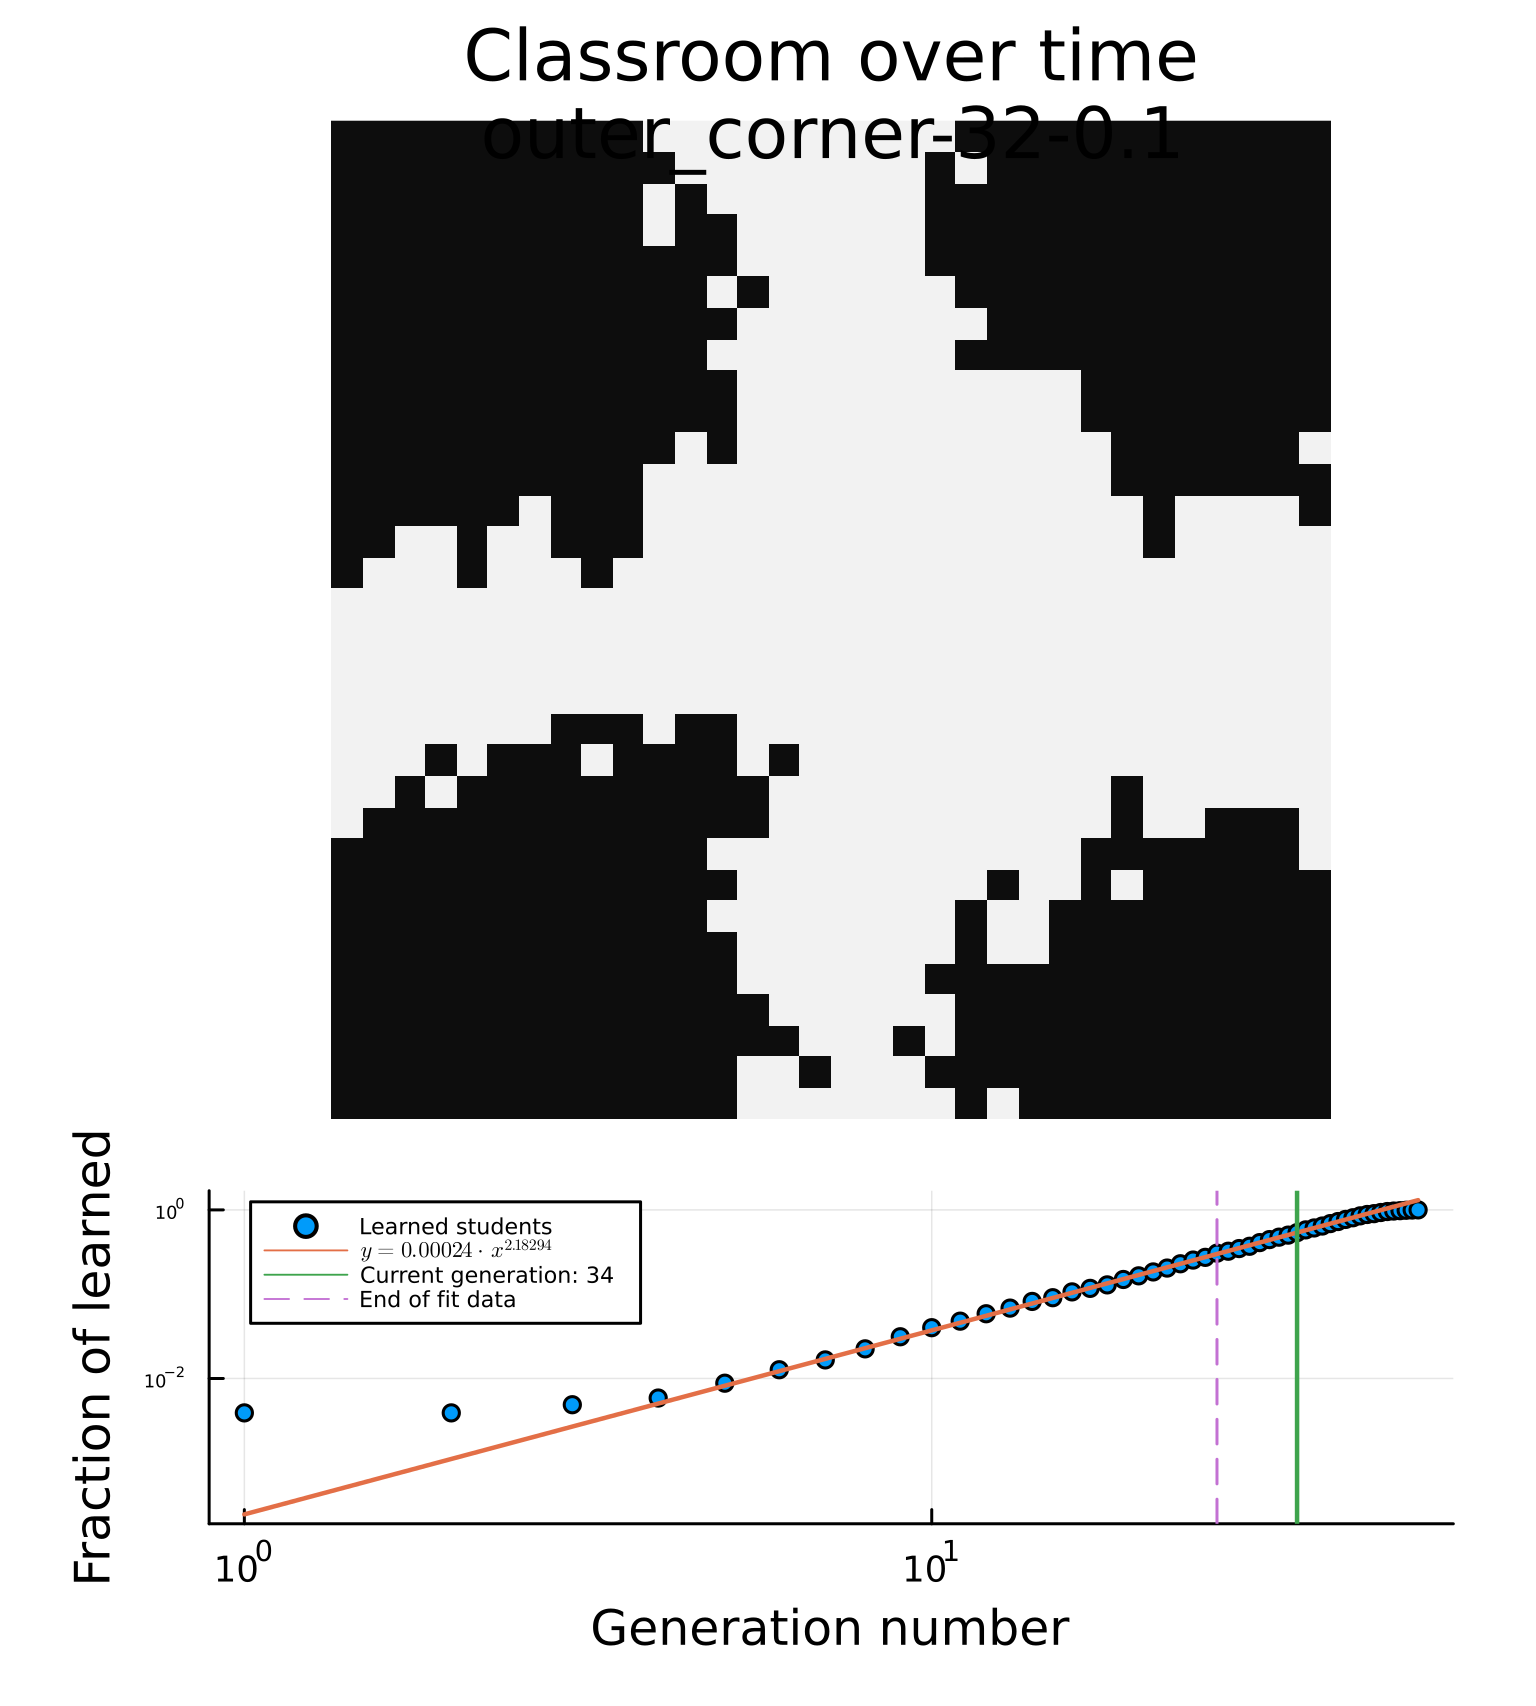 Classroom over time
outer_corner-32-0.1
Fraction of learned
10^0
10^-2
Learned students
y = 0.00024 · x^2.18294
Current generation: 34
End of fit data
10^0
10^1
Generation number